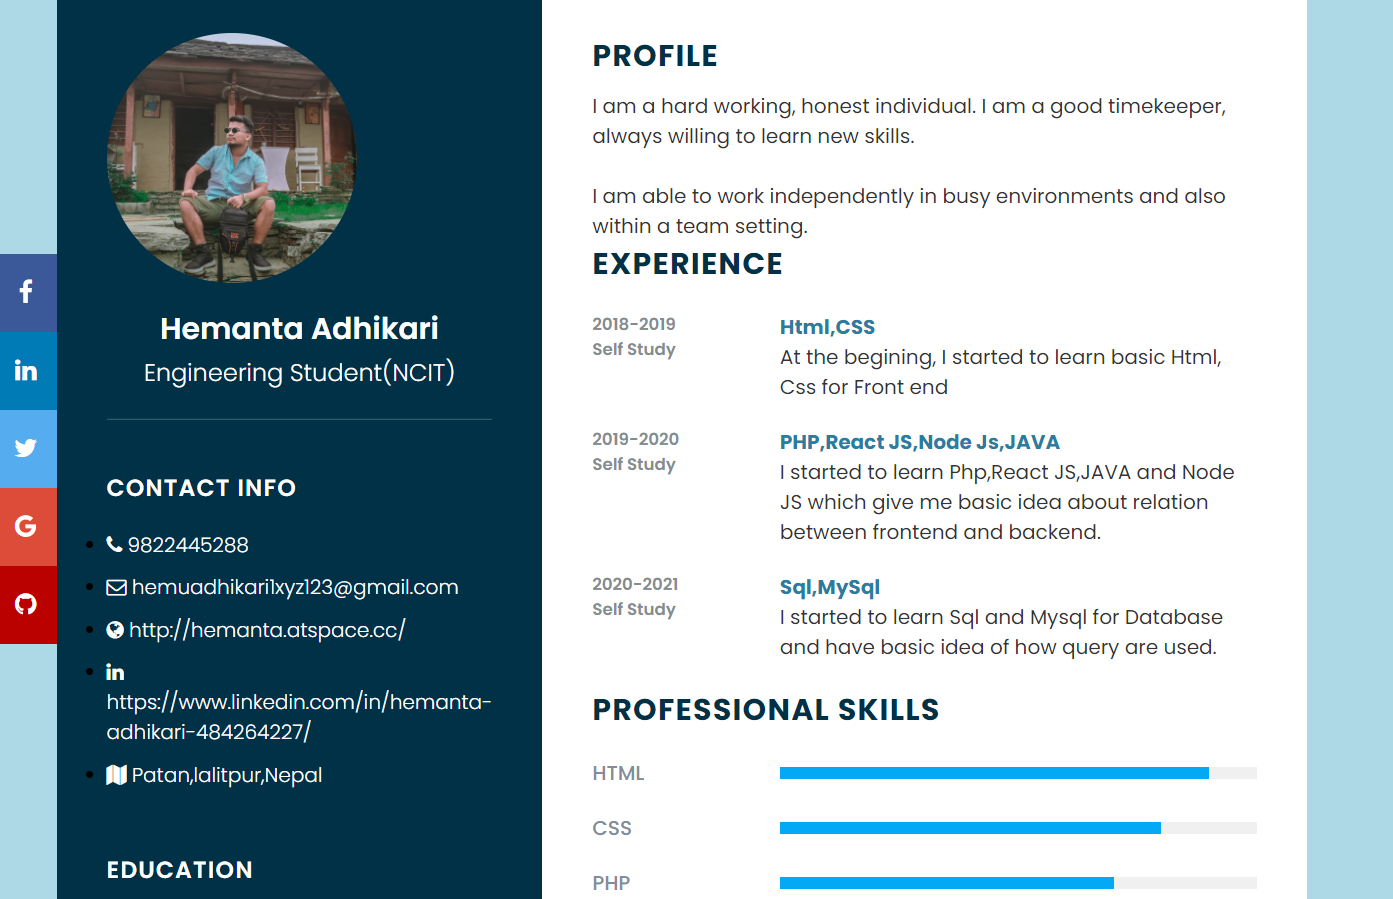 Hemanta Adhikari
Engineering Student(NCIT)
CONTACT INFO
9822445288
hemuadhikari1xyz123@gmail.com
http://hemanta.atspace.cc/
https://www.linkedin.com/in/hemanta-
adhikari-484264227/
Patan,lalitpur,Nepal
EDUCATION
PROFILE
I am a hard working, honest individual. I am a good timekeeper,
always willing to learn new skills.
I am able to work independently in busy environments and also
within a team setting.
EXPERIENCE
2018-2019
Self Study
Html,CSS
At the begining, I started to learn basic Html,
Css for Front end
2019-2020
Self Study
PHP,React JS,Node Js,JAVA
I started to learn Php,React JS,JAVA and Node
JS which give me basic idea about relation
between frontend and backend.
2020-2021
Self Study
Sql,MySql
I started to learn Sql and Mysql for Database
and have basic idea of how query are used.
PROFESSIONAL SKILLS
HTML
CSS
PHP